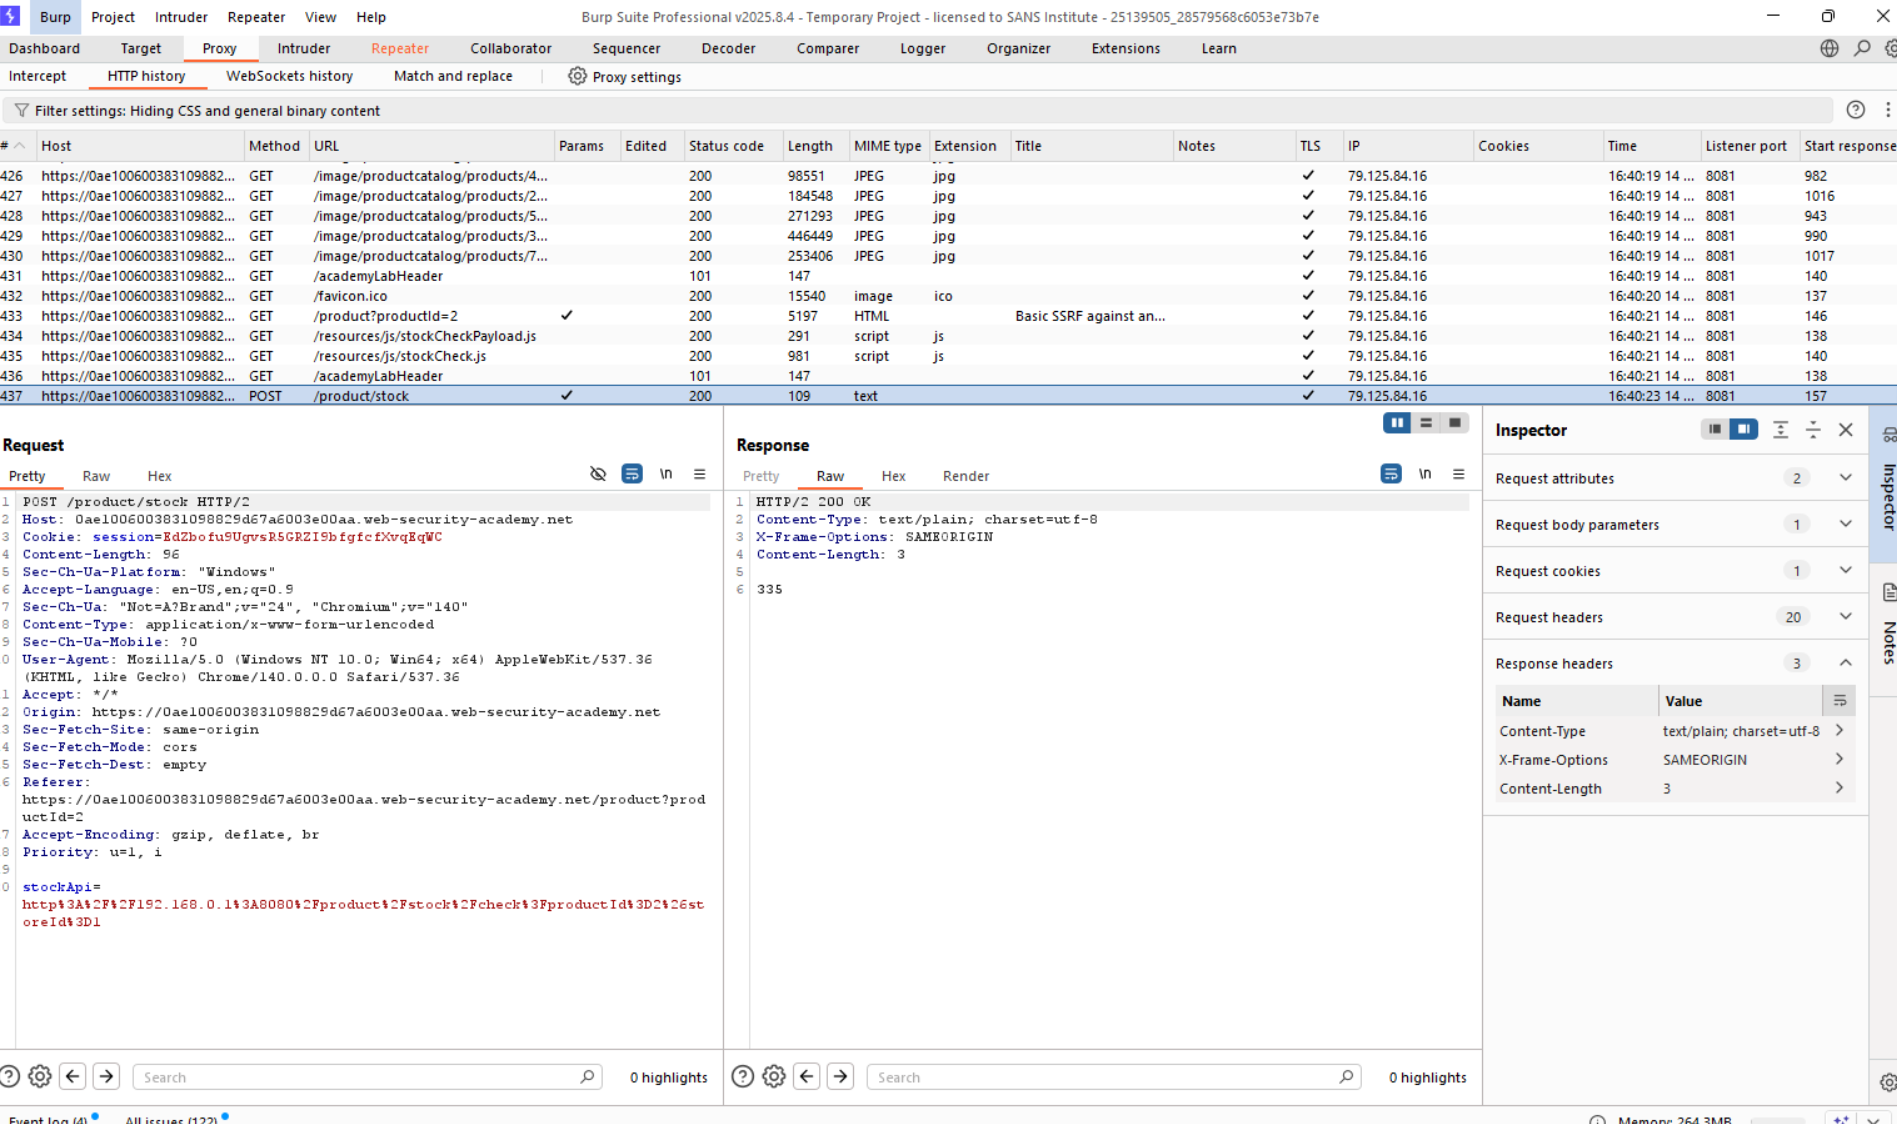 Burp Project Intruder Repeater View Help Burp Suite Professional v2025.8.4 - Temporary Project - licensed to SANS Institute - 25139505_28579568c6053e73b7e
Dashboard Target Proxy Intruder Repeater Collaborator Sequencer Decoder Comparer Logger Organizer Extensions Learn
Intercept HTTP history WebSockets history Match and replace Proxy settings
Filter settings: Hiding CSS and general binary content
# Host Method URL Params Edited Status code Length MIME type Extension Title Notes TLS IP Cookies Time Listener port Start response
426 https://0ae100600383109882... GET /image/productcatalog/products/4... 200 98551 JPEG jpg ✓ 79.125.84.16 16:40:19 14 ... 8081 982
427 https://0ae100600383109882... GET /image/productcatalog/products/2... 200 184548 JPEG jpg ✓ 79.125.84.16 16:40:19 14 ... 8081 1016
428 https://0ae100600383109882... GET /image/productcatalog/products/5... 200 271293 JPEG jpg ✓ 79.125.84.16 16:40:19 14 ... 8081 943
429 https://0ae100600383109882... GET /image/productcatalog/products/3... 200 446449 JPEG jpg ✓ 79.125.84.16 16:40:19 14 ... 8081 990
430 https://0ae100600383109882... GET /image/productcatalog/products/7... 200 253406 JPEG jpg ✓ 79.125.84.16 16:40:19 14 ... 8081 1017
431 https://0ae100600383109882... GET /academyLabHeader 101 147 ✓ 79.125.84.16 16:40:19 14 ... 8081 140
432 https://0ae100600383109882... GET /favicon.ico 200 15540 image ico ✓ 79.125.84.16 16:40:20 14 ... 8081 137
433 https://0ae100600383109882... GET /product?productId=2 ✓ 200 5197 HTML Basic SSRF against an... ✓ 79.125.84.16 16:40:21 14 ... 8081 146
434 https://0ae100600383109882... GET /resources/js/stockCheckPayload.js 200 291 script js ✓ 79.125.84.16 16:40:21 14 ... 8081 138
435 https://0ae100600383109882... GET /resources/js/stockCheck.js 200 981 script js ✓ 79.125.84.16 16:40:21 14 ... 8081 140
436 https://0ae100600383109882... GET /academyLabHeader 101 147 ✓ 79.125.84.16 16:40:21 14 ... 8081 138
437 https://0ae100600383109882... POST /product/stock ✓ 200 109 text ✓ 79.125.84.16 16:40:23 14 ... 8081 157
Request
Pretty Raw Hex \n
1 POST /product/stock HTTP/2
2 Host: 0ae1006003831098829d67a6003e00aa.web-security-academy.net
3 Cookie: session=EdZbofu9UgvsR5GRZI9bfgfcfXvqEqWC
4 Content-Length: 96
5 Sec-Ch-Ua-Platform: "Windows"
6 Accept-Language: en-US,en;q=0.9
7 Sec-Ch-Ua: "Not=A?Brand";v="24", "Chromium";v="140"
8 Content-Type: application/x-www-form-urlencoded
9 Sec-Ch-Ua-Mobile: ?0
0 User-Agent: Mozilla/5.0 (Windows NT 10.0; Win64; x64) AppleWebKit/537.36
(KHTML, like Gecko) Chrome/140.0.0.0 Safari/537.36
1 Accept: */*
2 Origin: https://0ae1006003831098829d67a6003e00aa.web-security-academy.net
3 Sec-Fetch-Site: same-origin
4 Sec-Fetch-Mode: cors
5 Sec-Fetch-Dest: empty
6 Referer:
https://0ae1006003831098829d67a6003e00aa.web-security-academy.net/product?prod
uctId=2
7 Accept-Encoding: gzip, deflate, br
8 Priority: u=1, i
9
0 stockApi=
http%3A%2F%2F192.168.0.1%3A8080%2Fproduct%2Fstock%2Fcheck%3FproductId%3D2%26st
oreId%3D1
Search 0 highlights
Response
Pretty Raw Hex Render \n
1 HTTP/2 200 OK
2 Content-Type: text/plain; charset=utf-8
3 X-Frame-Options: SAMEORIGIN
4 Content-Length: 3
5
6 335
Search 0 highlights
Inspector
Request attributes 2
Request body parameters 1
Request cookies 1
Request headers 20
Response headers 3
Name Value
Content-Type text/plain; charset=utf-8
X-Frame-Options SAMEORIGIN
Content-Length 3
Inspector
Notes
Event log (4) All issues (122) Memory: 264.3MB